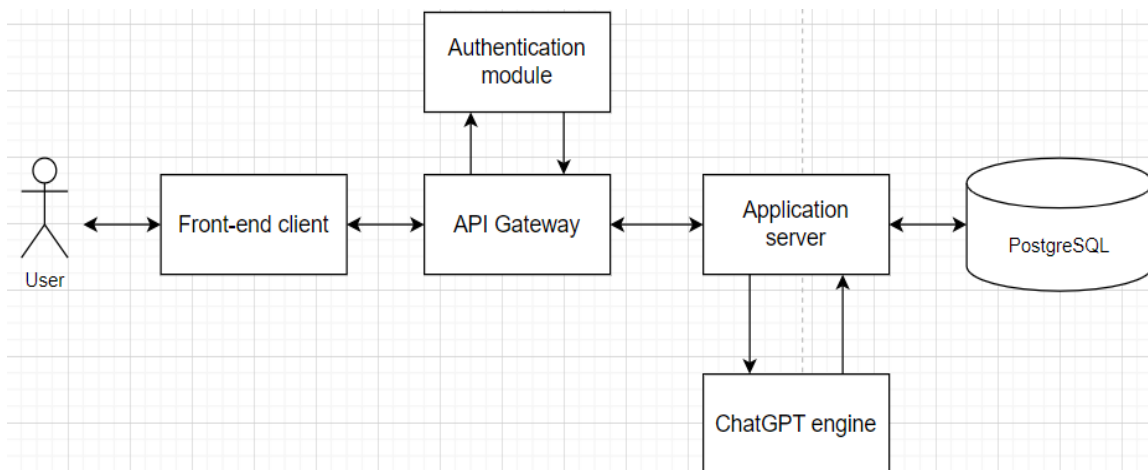 Authentication
module
User
Front-end client
API Gateway
Application
server
PostgreSQL
ChatGPT engine